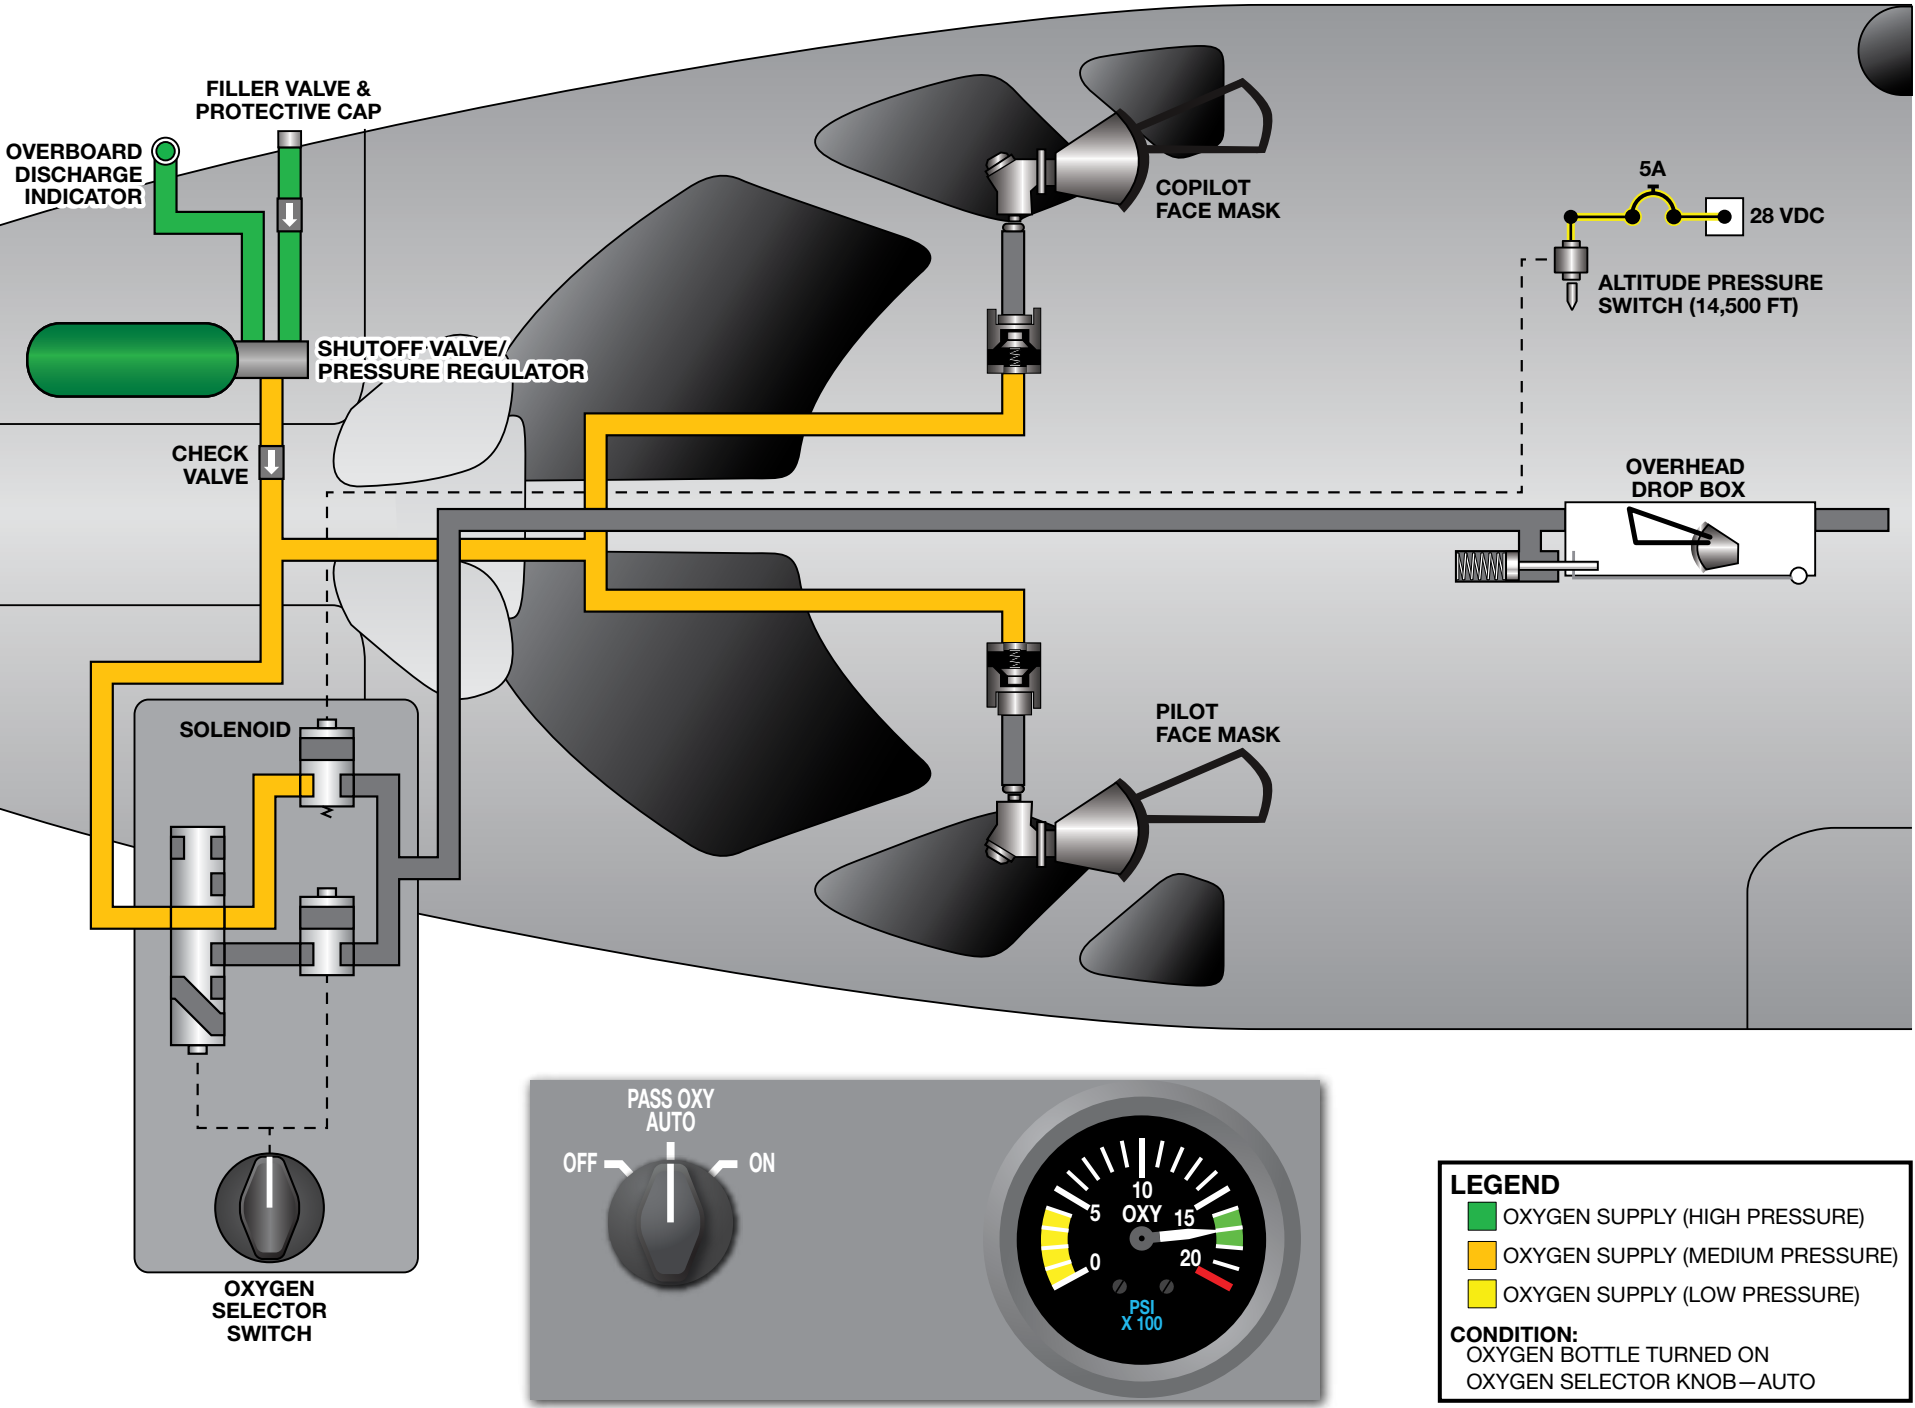 FILLER VALVE &
PROTECTIVE CAP
OVERBOARD
DISCHARGE
INDICATOR
SHUTOFF VALVE/
PRESSURE REGULATOR
CHECK
VALVE
COPILOT
FACE MASK
5A
28 VDC
ALTITUDE PRESSURE
SWITCH (14,500 FT)
OVERHEAD
DROP BOX
SOLENOID
PILOT
FACE MASK
OXYGEN
SELECTOR
SWITCH
PASS OXY
AUTO
OFF
ON
0
5
10
15
20
OXY
PSI
X 100
LEGEND
OXYGEN SUPPLY (HIGH PRESSURE)
OXYGEN SUPPLY (MEDIUM PRESSURE)
OXYGEN SUPPLY (LOW PRESSURE)
CONDITION:
OXYGEN BOTTLE TURNED ON
OXYGEN SELECTOR KNOB—AUTO